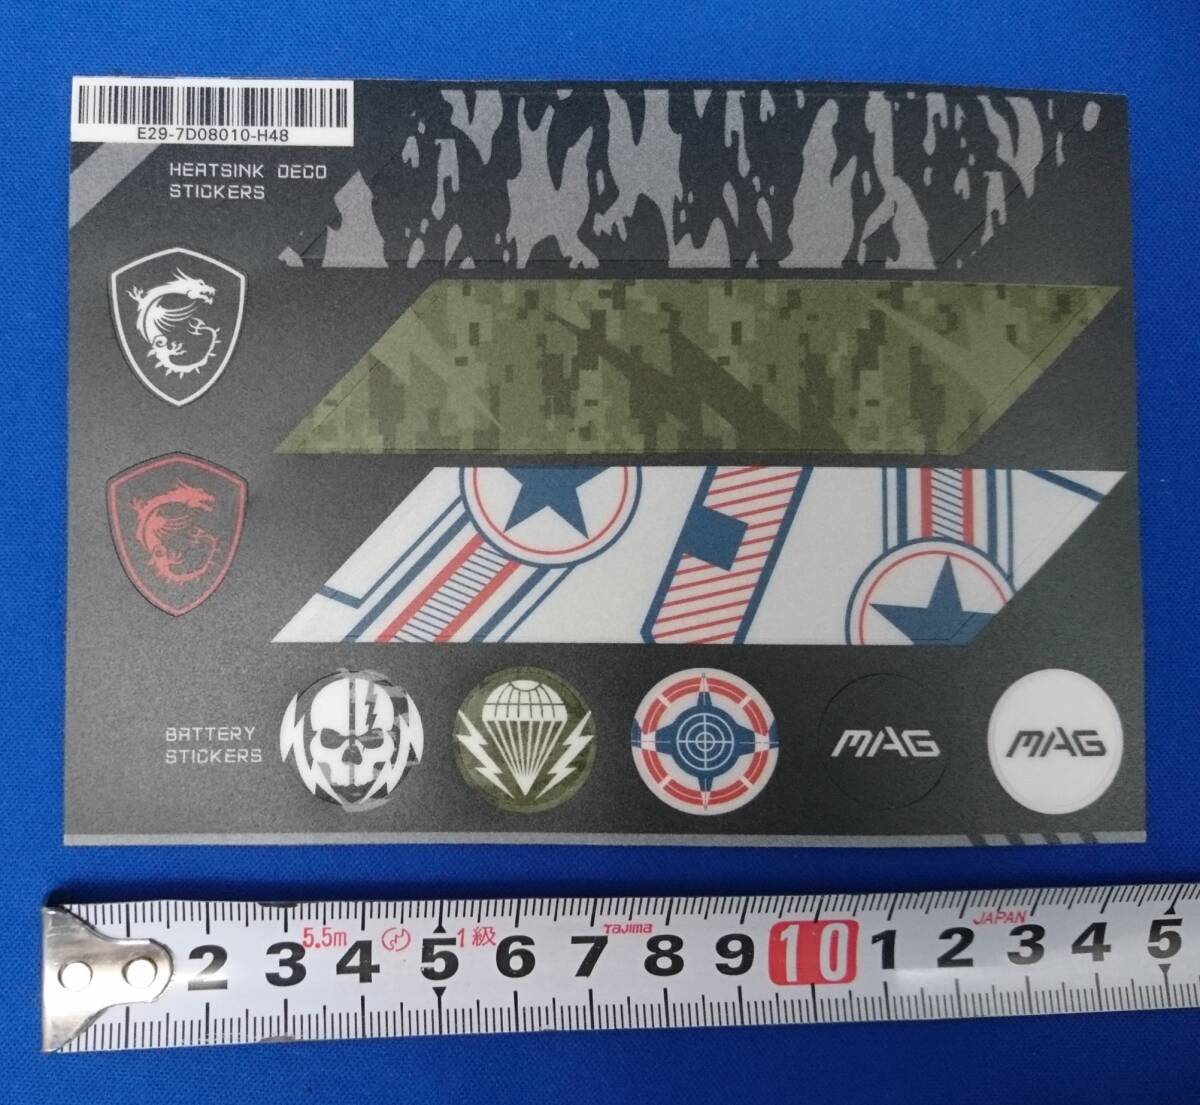 E29-7D08010-H48
HEATSINK DECO
STICKERS
BATTERY
STICKERS
MAG
MAG
5.5m
1級
Tajima
JAPAN
2 3 4 5 6 7 8 9 10 1 2 3 4 5